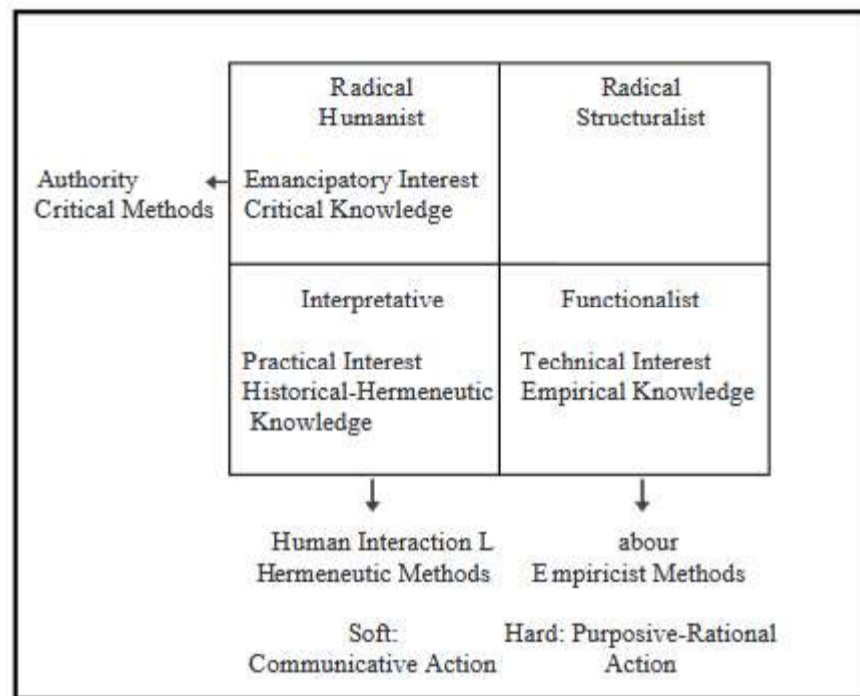 Radical
Humanist
Radical
Structuralist
Authority
Critical Methods
Emancipatory Interest
Critical Knowledge
Interpretative
Functionalist
Practical Interest
Historical-Hermeneutic
Knowledge
Technical Interest
Empirical Knowledge
Human Interaction L
Hermeneutic Methods
abour
Empiricist Methods
Soft:
Communicative Action
Hard: Purposive-Rational
Action